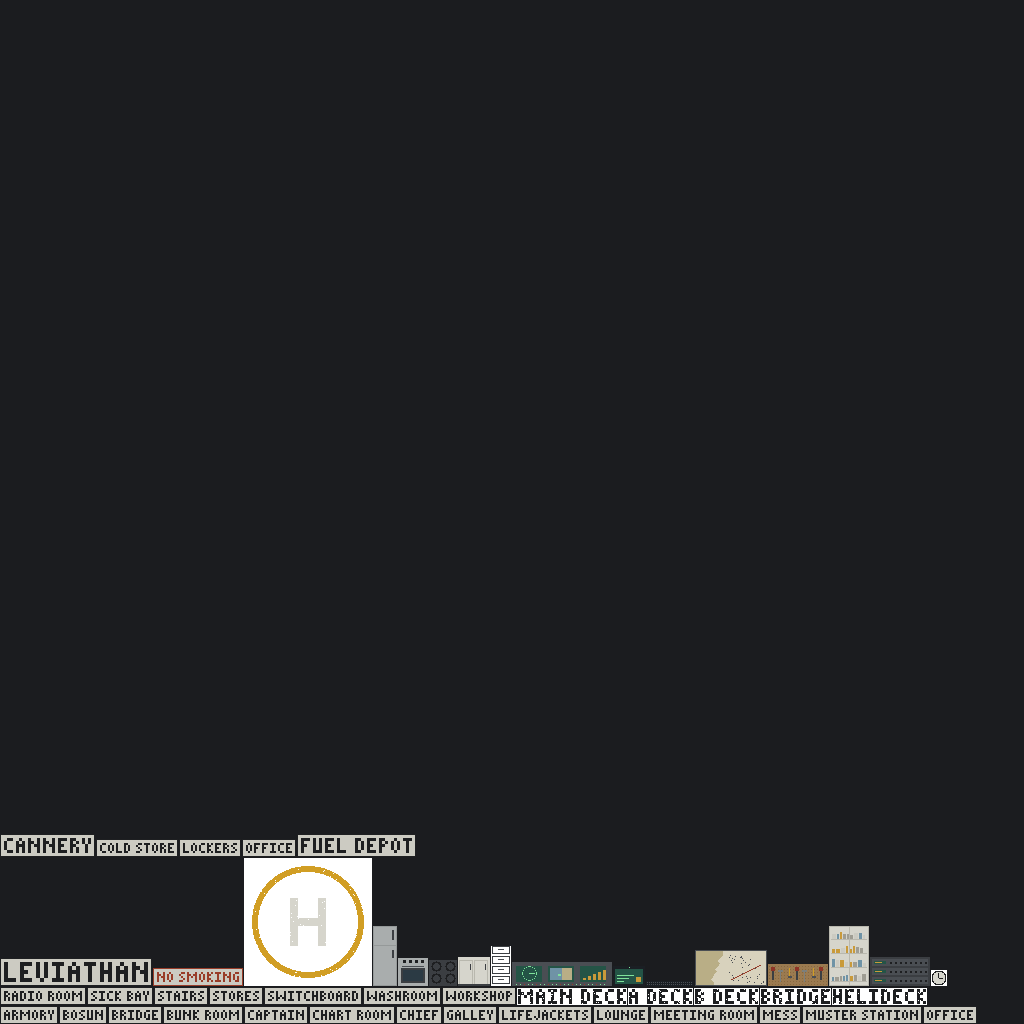 CANNERY COLD STORE LOCKERS OFFICE FUEL DEPOT
H
LEVIATHAN NO SMOKING
RADIO ROOM SICK BAY STAIRS STORES SWITCHBOARD WASHROOM WORKSHOP MAIN DECK A DECK B DECK BRIDGE HELIDECK
ARMORY BOSUN BRIDGE BUNK ROOM CAPTAIN CHART ROOM CHIEF GALLEY LIFEJACKETS LOUNGE MEETING ROOM MESS MUSTER STATION OFFICE